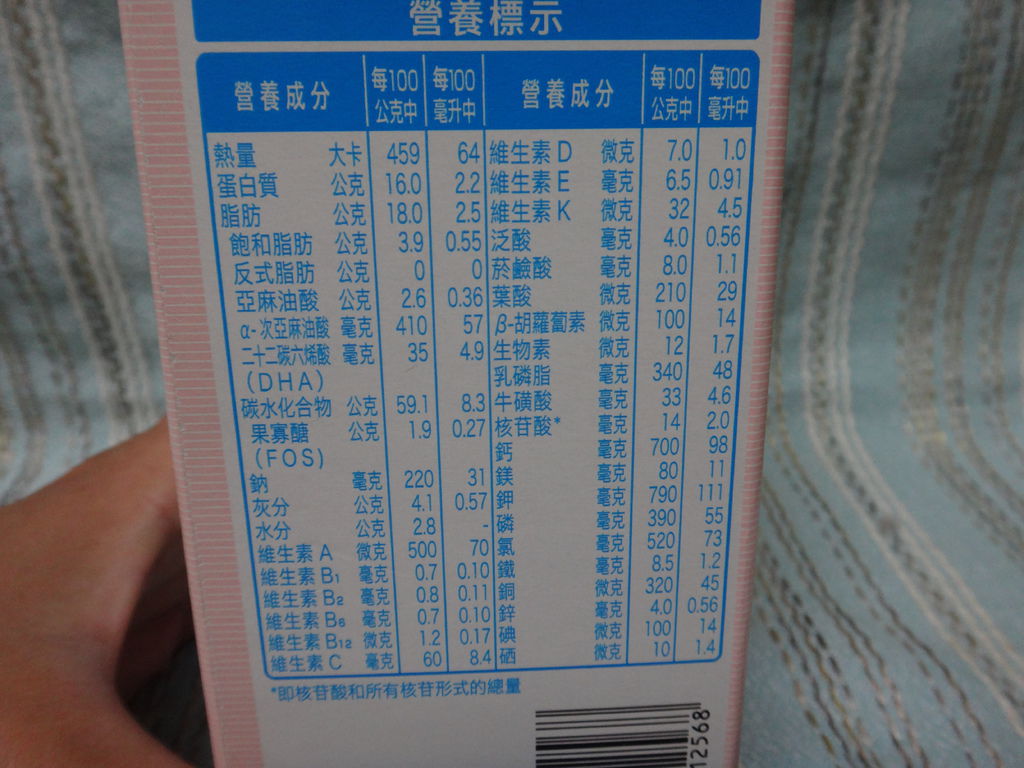 營養標示
營養成分 每100公克中 每100毫升中
熱量 大卡 459 64
蛋白質 公克 16.0 2.2
脂肪 公克 18.0 2.5
飽和脂肪 公克 3.9 0.55
反式脂肪 公克 0 0
亞麻油酸 公克 2.6 0.36
α-次亞麻油酸 毫克 410 57
二十二碳六烯酸 毫克 35 4.9
(DHA)
碳水化合物 公克 59.1 8.3
果寡醣 公克 1.9 0.27
(FOS)
鈉 毫克 220 31
灰分 公克 4.1 0.57
水分 公克 2.8 -
維生素 A 微克 500 70
維生素 B₁ 毫克 0.7 0.10
維生素 B₂ 毫克 0.8 0.11
維生素 B₆ 毫克 0.7 0.10
維生素 B₁₂ 微克 1.2 0.17
維生素 C 毫克 60 8.4
營養成分 每100公克中 每100毫升中
維生素 D 微克 7.0 1.0
維生素 E 毫克 6.5 0.91
維生素 K 微克 32 4.5
泛酸 毫克 4.0 0.56
菸鹼酸 毫克 8.0 1.1
葉酸 微克 210 29
β-胡蘿蔔素 微克 100 14
生物素 微克 12 1.7
乳磷脂 毫克 340 48
牛磺酸 毫克 33 4.6
核苷酸* 毫克 14 2.0
鈣 毫克 700 98
鎂 毫克 80 11
鉀 毫克 790 111
磷 毫克 390 55
氯 毫克 520 73
鐵 毫克 8.5 1.2
銅 微克 320 45
鋅 毫克 4.0 0.56
碘 微克 100 14
硒 微克 10 1.4
*即核苷酸和所有核苷形式的總量
12568